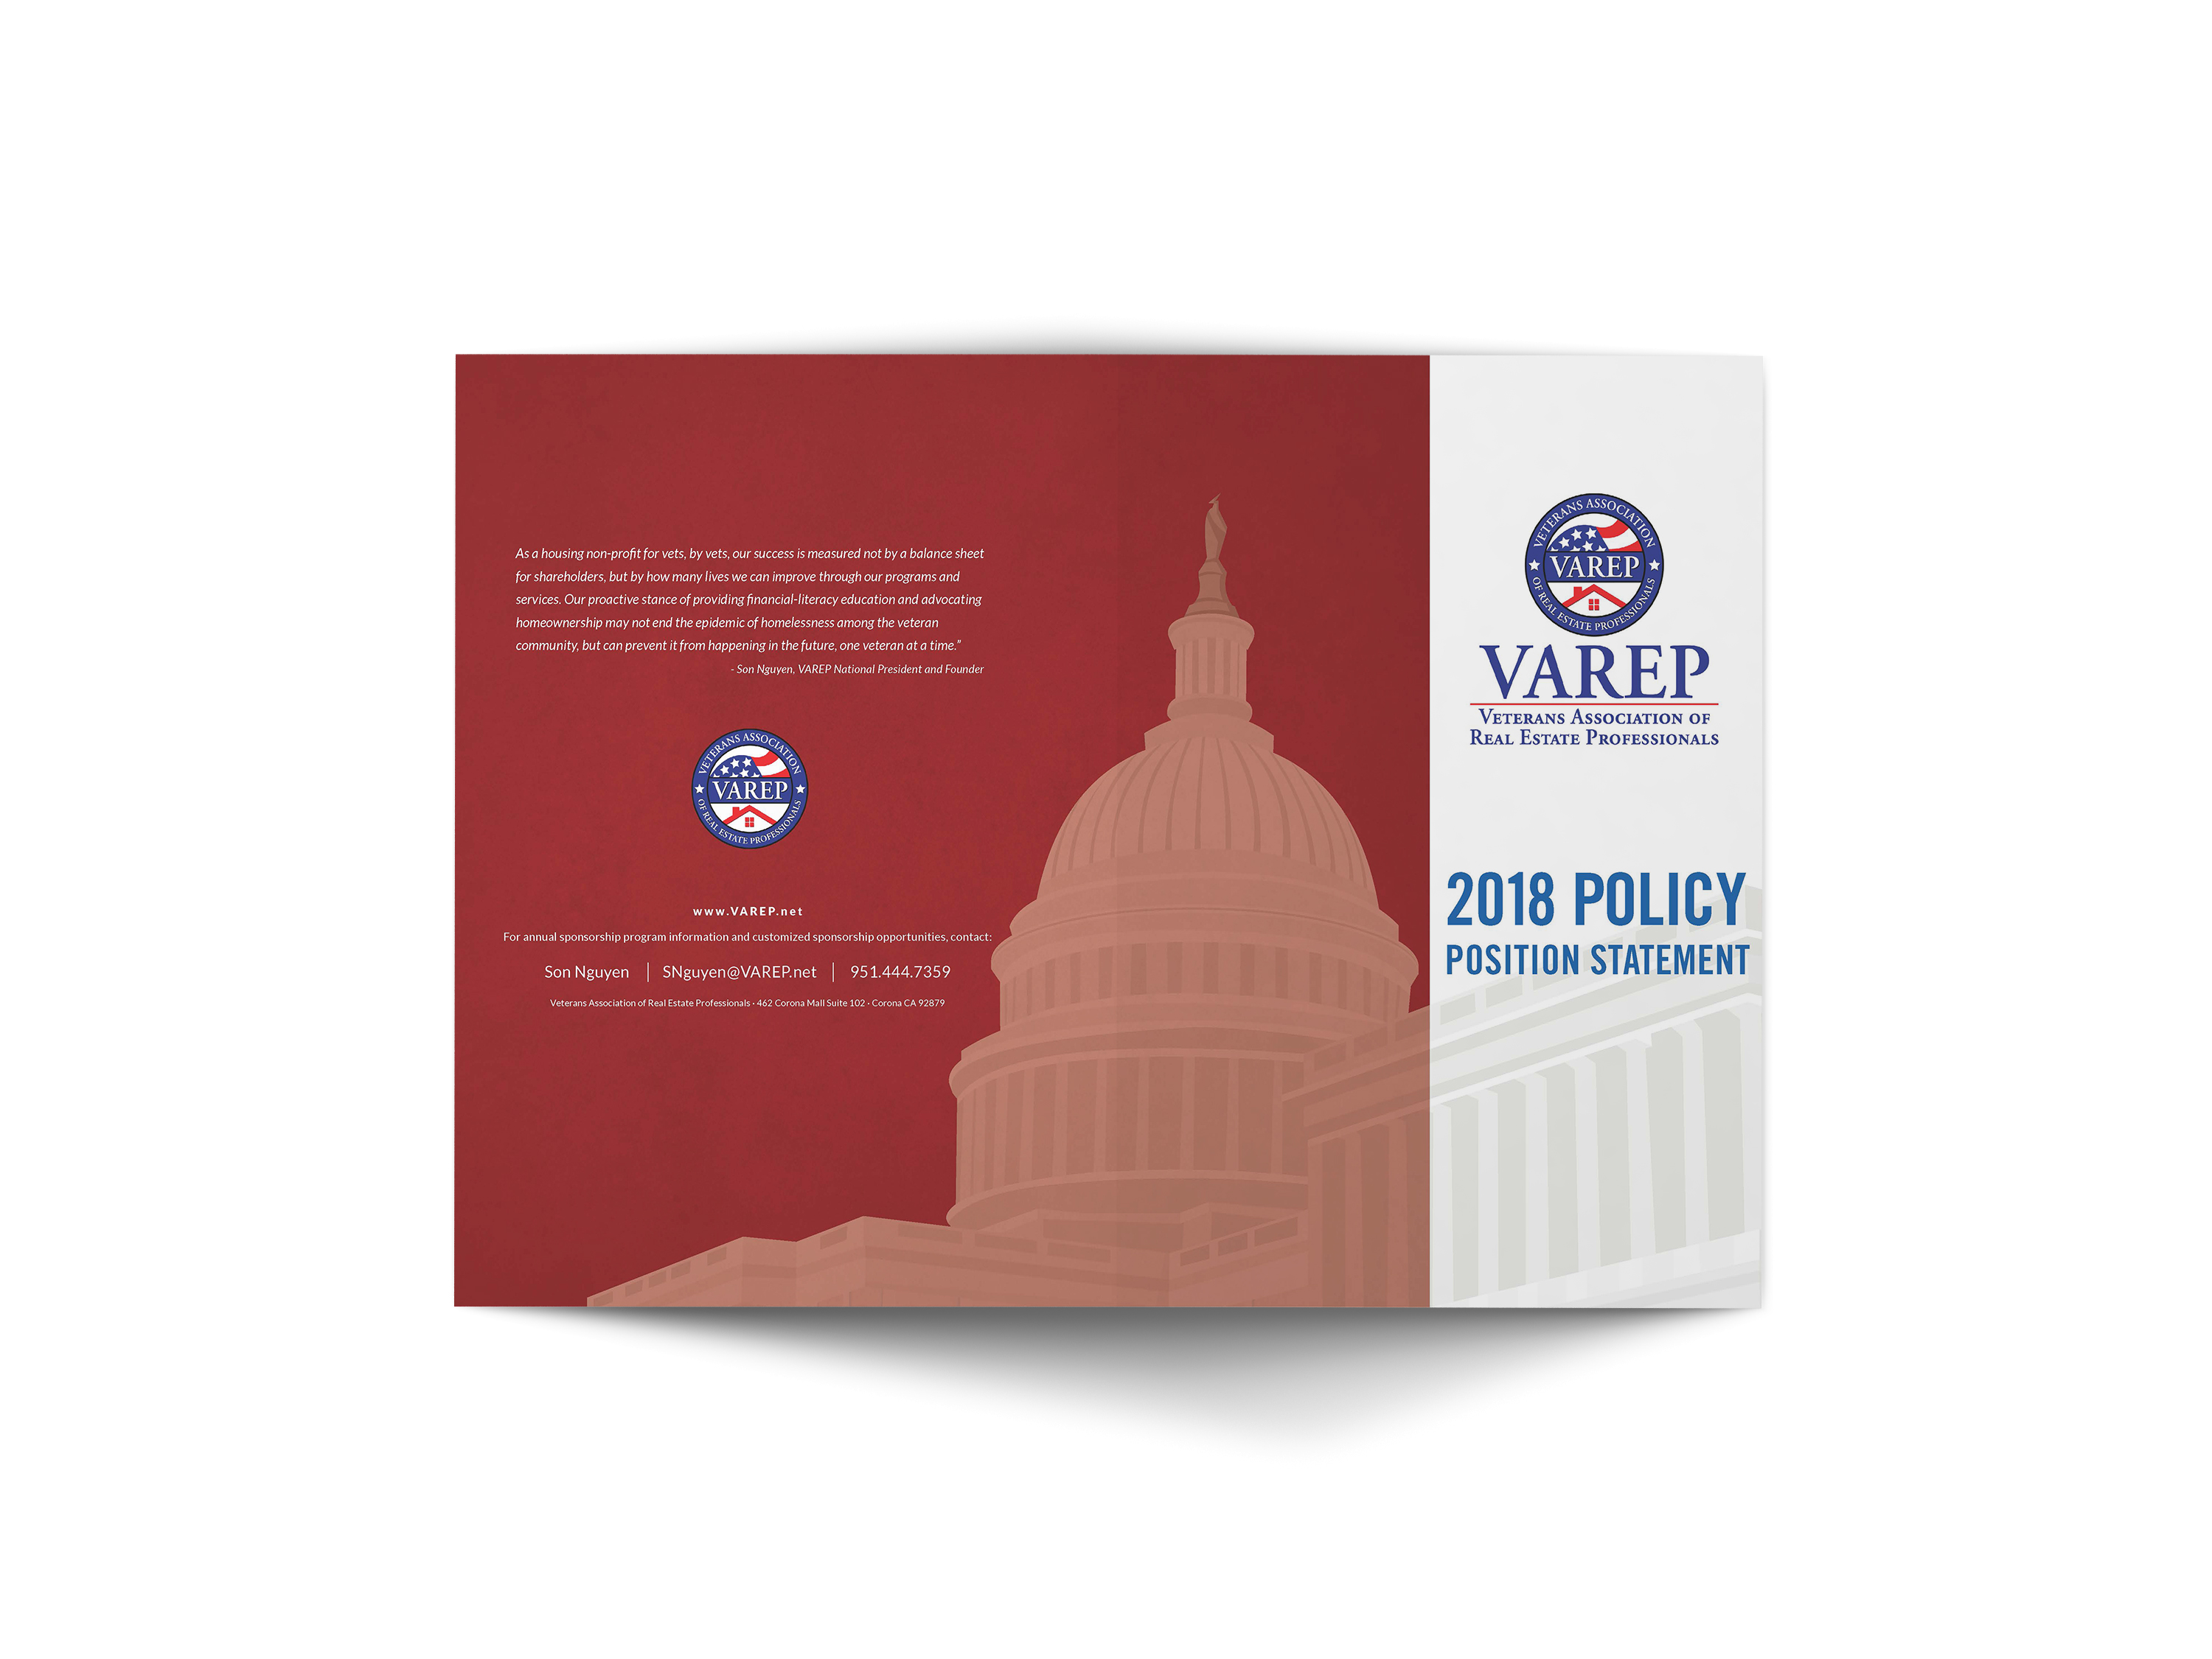 As a housing non-profit for vets, by vets, our success is measured not by a balance sheet
for shareholders, but by how many lives we can improve through our programs and
services. Our proactive stance of providing financial-literacy education and advocating
homeownership may not end the epidemic of homelessness among the veteran
community, but can prevent it from happening in the future, one veteran at a time.”
- Son Nguyen, VAREP National President and Founder
VETERANS ASSOCIATION
VAREP
OF REAL ESTATE PROFESSIONALS
www.VAREP.net
For annual sponsorship program information and customized sponsorship opportunities, contact:
Son Nguyen | SNguyen@VAREP.net | 951.444.7359
Veterans Association of Real Estate Professionals · 462 Corona Mall Suite 102 · Corona CA 92879
VETERANS ASSOCIATION
VAREP
OF REAL ESTATE PROFESSIONALS
VAREP
VETERANS ASSOCIATION OF
REAL ESTATE PROFESSIONALS
2018 POLICY
POSITION STATEMENT